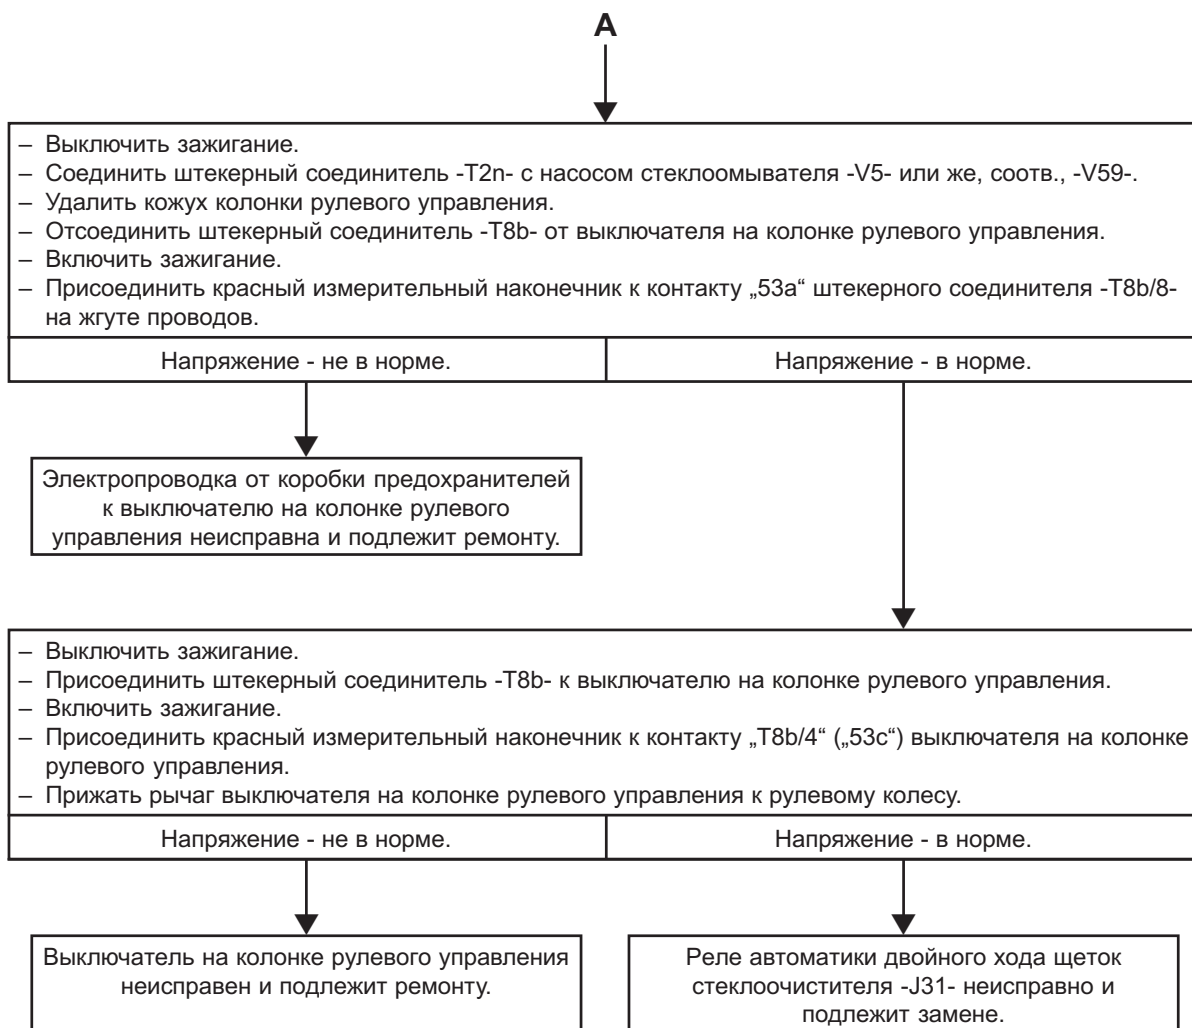 A
– Выключить зажигание.
– Соединить штекерный соединитель -T2n- с насосом стеклоомывателя -V5- или же, соотв., -V59-.
– Удалить кожух колонки рулевого управления.
– Отсоединить штекерный соединитель -T8b- от выключателя на колонке рулевого управления.
– Включить зажигание.
– Присоединить красный измерительный наконечник к контакту „53a“ штекерного соединителя -T8b/8-
на жгуте проводов.
Напряжение - не в норме.
Напряжение - в норме.
Электропроводка от коробки предохранителей
к выключателю на колонке рулевого
управления неисправна и подлежит ремонту.
– Выключить зажигание.
– Присоединить штекерный соединитель -T8b- к выключателю на колонке рулевого управления.
– Включить зажигание.
– Присоединить красный измерительный наконечник к контакту „T8b/4“ („53c“) выключателя на колонке
рулевого управления.
– Прижать рычаг выключателя на колонке рулевого управления к рулевому колесу.
Напряжение - не в норме.
Напряжение - в норме.
Выключатель на колонке рулевого управления
неисправен и подлежит ремонту.
Реле автоматики двойного хода щеток
стеклоочистителя -J31- неисправно и
подлежит замене.